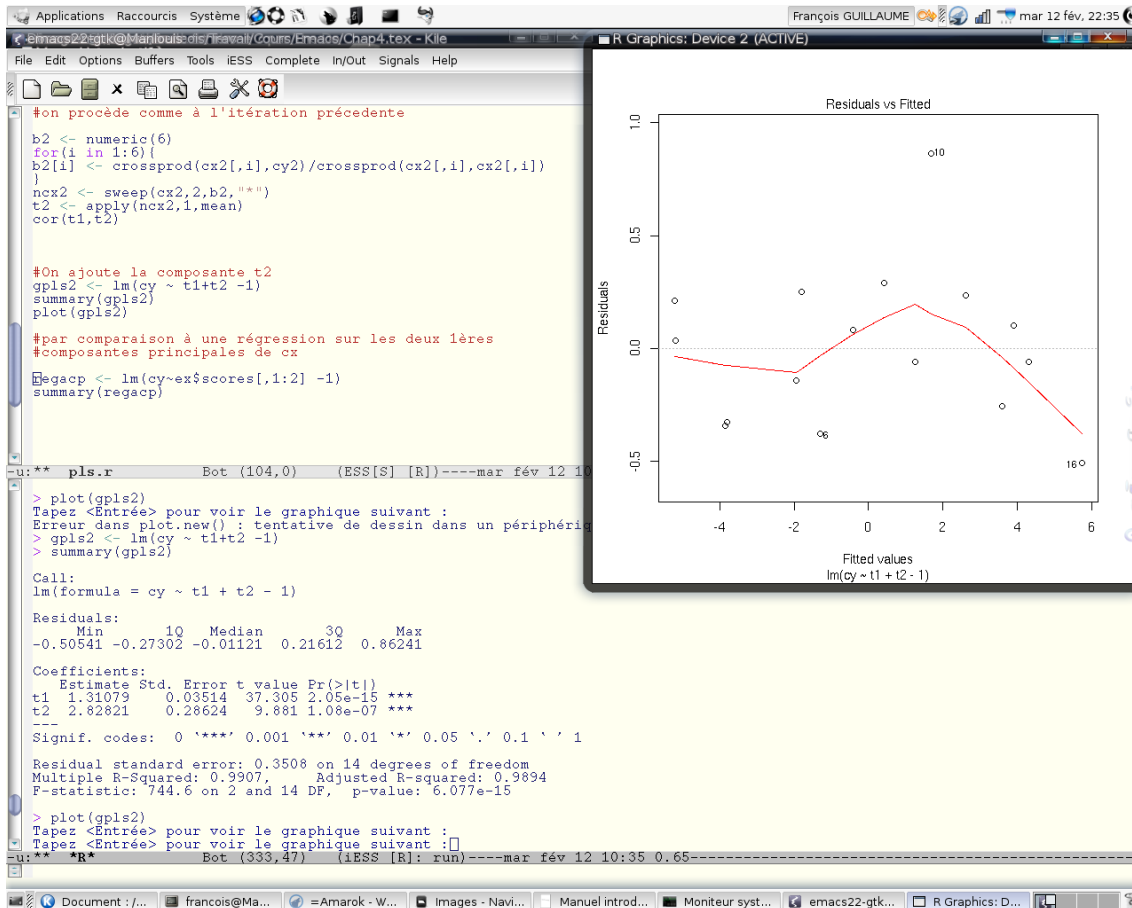 Applications Raccourcis Système
François GUILLAUME
mar 12 fév, 22:35
/Travail/Cours/Emacs/Chap4.tex - Kile
File Edit Options Buffers Tools iESS Complete In/Out Signals Help
#on procède comme à l'itération précedente
b2 <- numeric(6)
for(i in 1:6){
b2[i] <- crossprod(cx2[,i],cy2)/crossprod(cx2[,i],cx2[,i])
}
ncx2 <- sweep(cx2,2,b2,"*")
t2 <- apply(ncx2,1,mean)
cor(t1,t2)
#On ajoute la composante t2
gpls2 <- lm(cy ~ t1+t2 -1)
summary(gpls2)
plot(gpls2)
#par comparaison à une régression sur les deux 1ères
#composantes principales de cx
regacp <- lm(cy~ex$scores[,1:2] -1)
summary(regacp)
-u:** pls.r Bot (104,0) (ESS[S] [R])----mar fév 12 10
> plot(gpls2)
Tapez <Entrée> pour voir le graphique suivant :
Erreur dans plot.new() : tentative de dessin dans un périphériq
> gpls2 <- lm(cy ~ t1+t2 -1)
> summary(gpls2)
Call:
lm(formula = cy ~ t1 + t2 - 1)
Residuals:
Min 1Q Median 3Q Max
-0.50541 -0.27302 -0.01121 0.21612 0.86241
Coefficients:
Estimate Std. Error t value Pr(>|t|)
t1 1.31079 0.03514 37.305 2.05e-15 ***
t2 2.82821 0.28624 9.881 1.08e-07 ***
---
Signif. codes: 0 '***' 0.001 '**' 0.01 '*' 0.05 '.' 0.1 ' ' 1
Residual standard error: 0.3508 on 14 degrees of freedom
Multiple R-Squared: 0.9907, Adjusted R-squared: 0.9894
F-statistic: 744.6 on 2 and 14 DF, p-value: 6.077e-15
> plot(gpls2)
Tapez <Entrée> pour voir le graphique suivant :
Tapez <Entrée> pour voir le graphique suivant :
-u:** *R* Bot (333,47) (iESS [R]: run)----mar fév 12 10:35 0.65----
R Graphics: Device 2 (ACTIVE)
Residuals vs Fitted
Residuals
1.0
0.5
0.0
-0.5
10
6
16
-4 -2 0 2 4 6
Fitted values
lm(cy ~ t1 + t2 - 1)
Document : /... francois@Ma... =Amarok - W... Images - Navi... Manuel introd... Moniteur syst... emacs22-gtk... R Graphics: D...